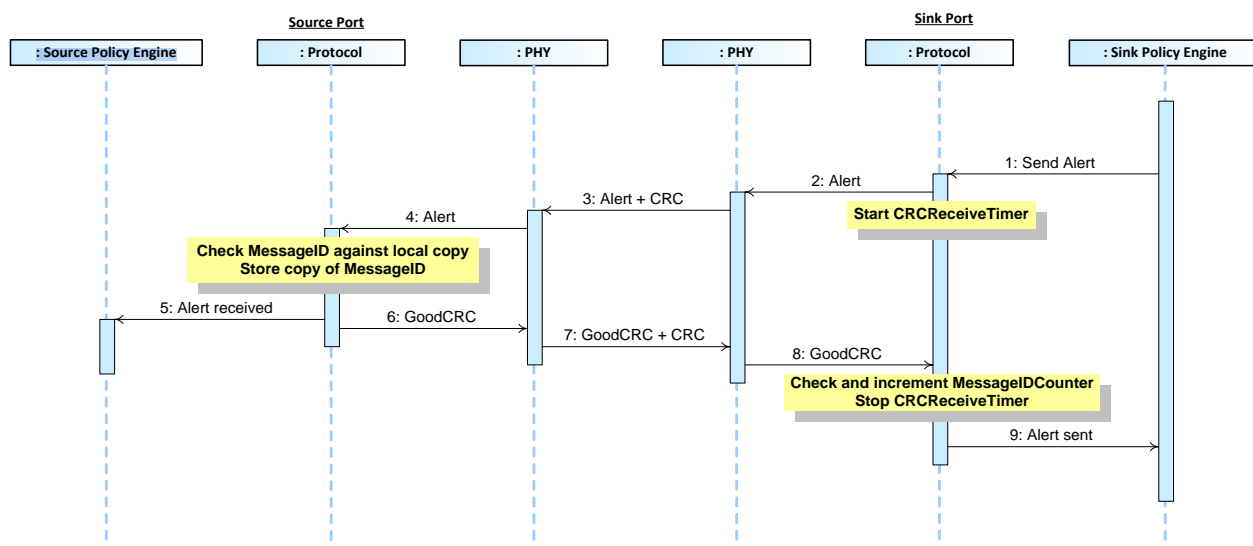 Source Port
Sink Port
: Source Policy Engine
: Protocol
: PHY
: PHY
: Protocol
: Sink Policy Engine
1: Send Alert
2: Alert
3: Alert + CRC
Start CRCReceiveTimer
4: Alert
Check MessageID against local copy
Store copy of MessageID
5: Alert received
6: GoodCRC
7: GoodCRC + CRC
8: GoodCRC
Check and increment MessageIDCounter
Stop CRCReceiveTimer
9: Alert sent